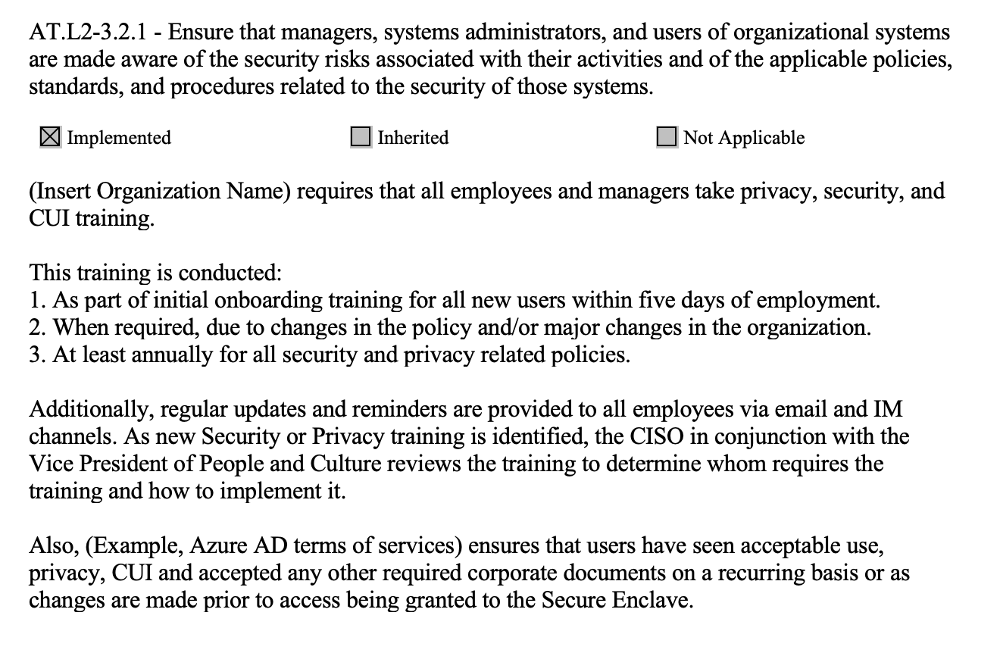 AT.L2-3.2.1 - Ensure that managers, systems administrators, and users of organizational systems
are made aware of the security risks associated with their activities and of the applicable policies,
standards, and procedures related to the security of those systems.
Implemented Inherited Not Applicable
(Insert Organization Name) requires that all employees and managers take privacy, security, and
CUI training.
This training is conducted:
1. As part of initial onboarding training for all new users within five days of employment.
2. When required, due to changes in the policy and/or major changes in the organization.
3. At least annually for all security and privacy related policies.
Additionally, regular updates and reminders are provided to all employees via email and IM
channels. As new Security or Privacy training is identified, the CISO in conjunction with the
Vice President of People and Culture reviews the training to determine whom requires the
training and how to implement it.
Also, (Example, Azure AD terms of services) ensures that users have seen acceptable use,
privacy, CUI and accepted any other required corporate documents on a recurring basis or as
changes are made prior to access being granted to the Secure Enclave.